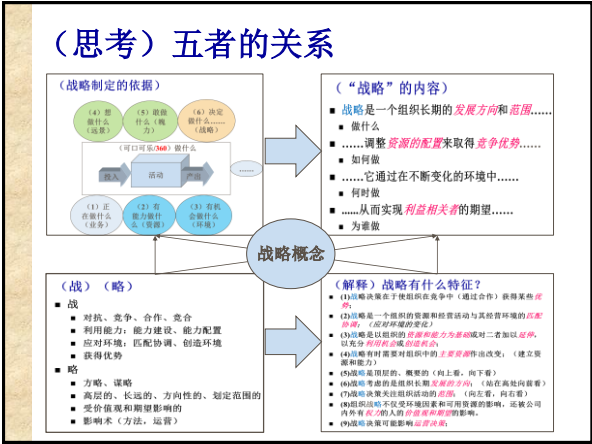 （思考）五者的关系
（战略制定的依据）
（4）想
做什么
（远景）
（5）敢做
什么（魄
力）
（6）决定
做什么……
（战略）
（可口可乐/360）做什么
投入
活动
产出
……
（1）正
在做什么
（业务）
（2）有
能力做什
么（资源）
（3）有机
会做什么
（环境）
（“战略”的内容）
■ 战略是一个组织长期的发展方向和范围……
■ 做什么
■ ……调整资源的配置来取得竞争优势……
■ 如何做
■ ……它通过在不断变化的环境中……
■ 何时做
■ ……从而实现利益相关者的期望……
■ 为谁做
战略概念
（战）（略）
■ 战
■ 对抗、竞争、合作、竞合
■ 利用能力：能力建设、能力配置
■ 应对环境：匹配协调、创造环境
■ 获得优势
■ 略
■ 方略、谋略
■ 高层的、长远的、方向性的、划定范围的
■ 受价值观和期望影响的
■ 影响术（方法，运营）
（解释）战略有什么特征？
■ (1)战略决策在于使组织在竞争中（通过合作）获得某些优
势；
■ (2)战略是一个组织的资源和经营活动与其经营环境的匹配
协调；（应对环境的变化）
■ (3)战略是以组织的资源和能力为基础或对二者加以延伸，
以充分利用机会或创造机会；
■ (4)战略有时需要对组织中的主要资源作出改变；（建立资
源和能力）
■ (5)战略是顶层的、概要的（向上看，向下看）
■ (6)战略考虑的是组织长期发展的方向；（站在高处向前看）
■ (7)战略决策关注组织活动的范围；（向左看，向右看）
■ (8)组织战略不仅受环境因素和可用资源的影响，还被公司
内外有权力的人的价值观和期望的影响。
■ (9)战略决策可能影响运营决策；